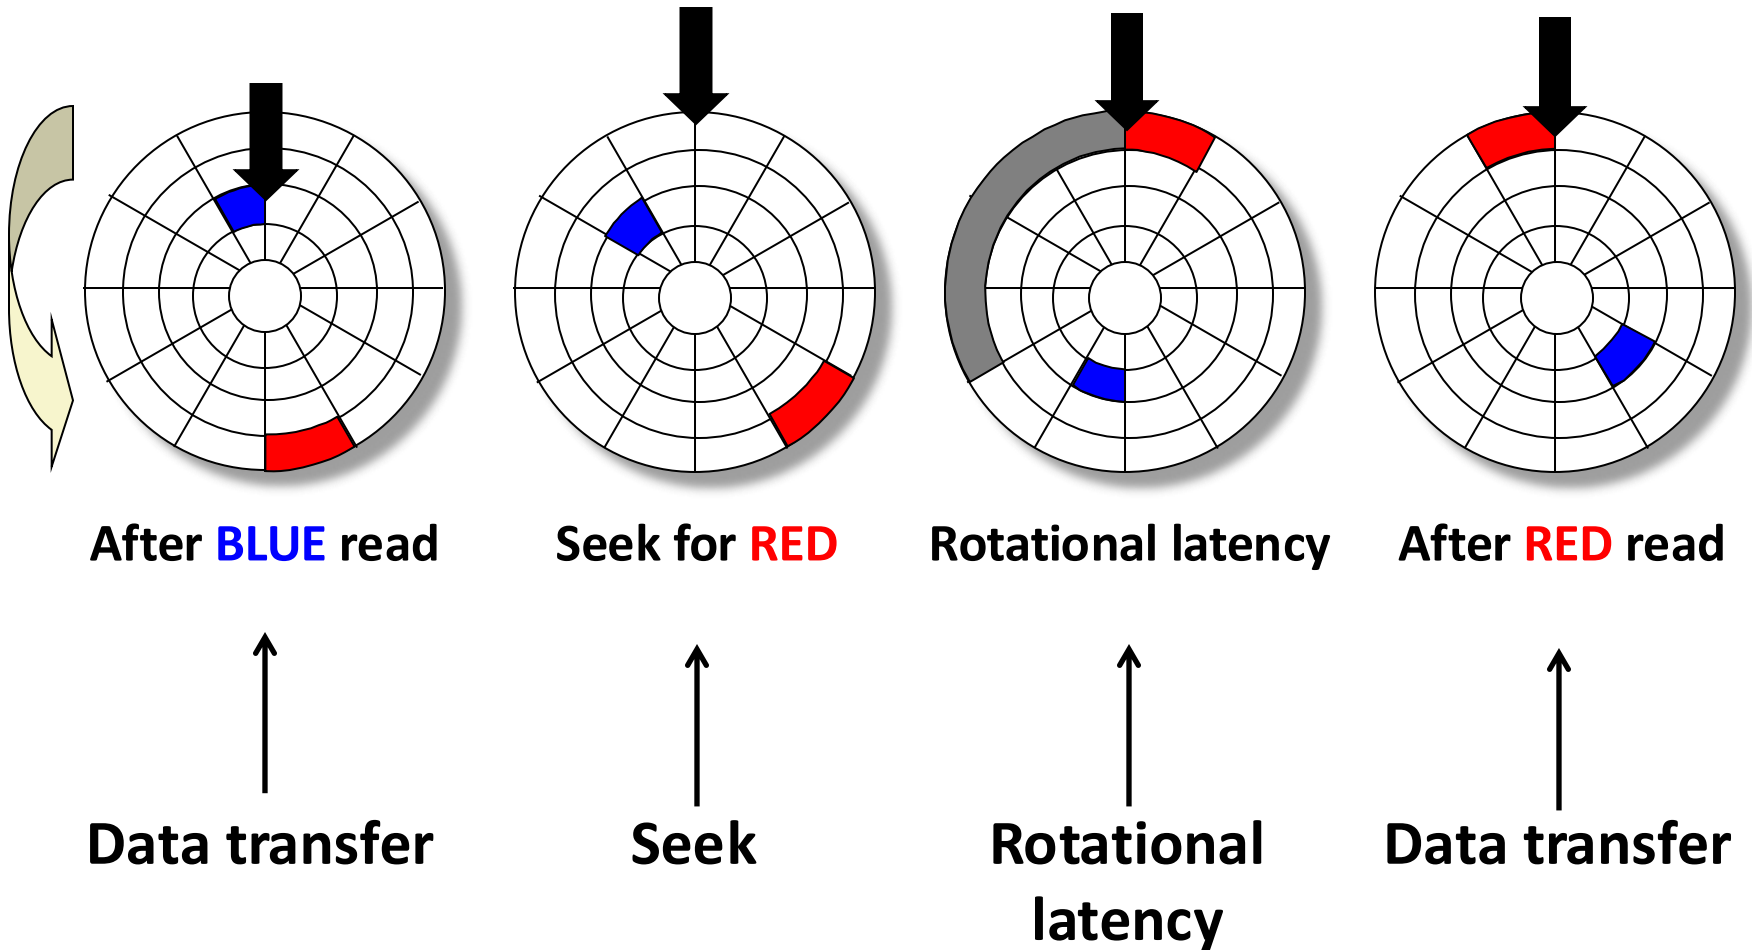 After BLUE read
Seek for RED
Rotational latency
After RED read
Data transfer
Seek
Rotational
latency
Data transfer